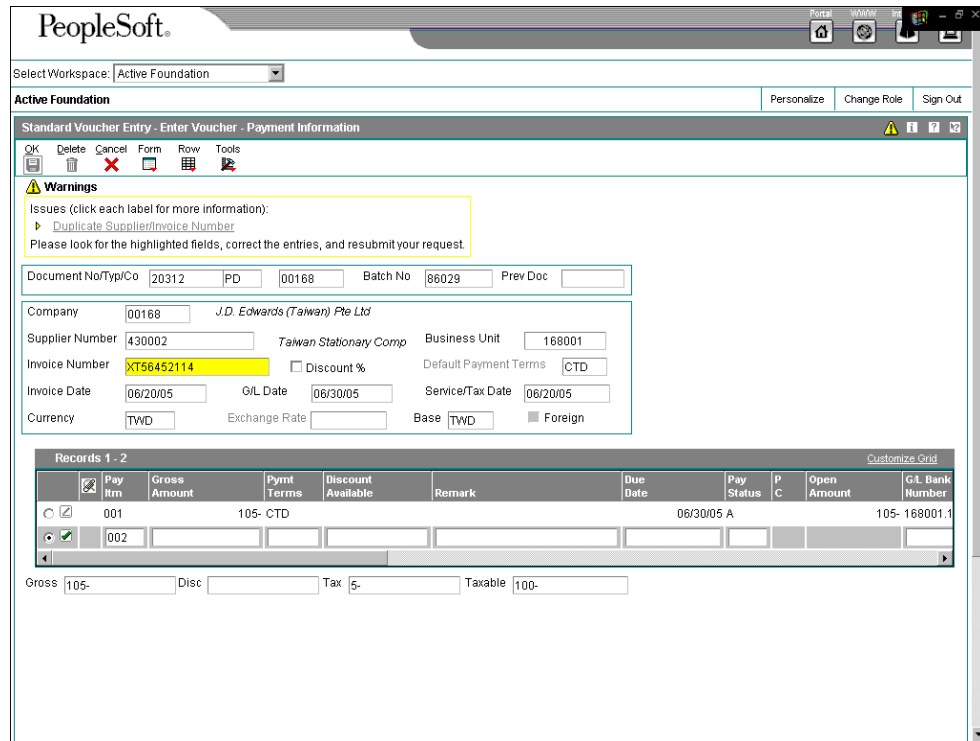 Portal WWW
PeopleSoft®
Select Workspace: Active Foundation
Active Foundation Personalize Change Role Sign Out
Standard Voucher Entry - Enter Voucher - Payment Information
OK Delete Cancel Form Row Tools
Warnings
Issues (click each label for more information):
Duplicate Supplier/Invoice Number
Please look for the highlighted fields, correct the entries, and resubmit your request.
Document No/Typ/Co 20312 PD 00168 Batch No 86029 Prev Doc
Company 00168 J.D. Edwards (Taiwan) Pte Ltd
Supplier Number 430002 Taiwan Stationary Comp Business Unit 168001
Invoice Number XT56452114 Discount % Default Payment Terms CTD
Invoice Date 06/20/05 G/L Date 06/30/05 Service/Tax Date 06/20/05
Currency TWD Exchange Rate Base TWD Foreign
Records 1 - 2 Customize Grid
Pay Itm Gross Amount Pymt Terms Discount Available Remark Due Date Pay Status P C Open Amount G/L Bank Number
001 105- CTD 06/30/05 A 105- 168001.1
002
Gross 105- Disc Tax 5- Taxable 100-